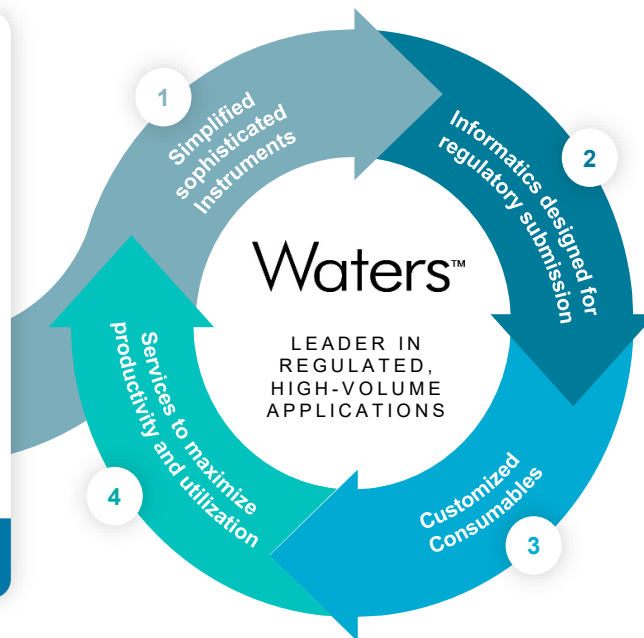 1
Simplified
sophisticated
Instruments
Informatics designed for
regulatory submission
2
Waters™
LEADER IN
REGULATED,
HIGH-VOLUME
APPLICATIONS
Customized
Consumables
3
Services to maximize
productivity and utilization
4